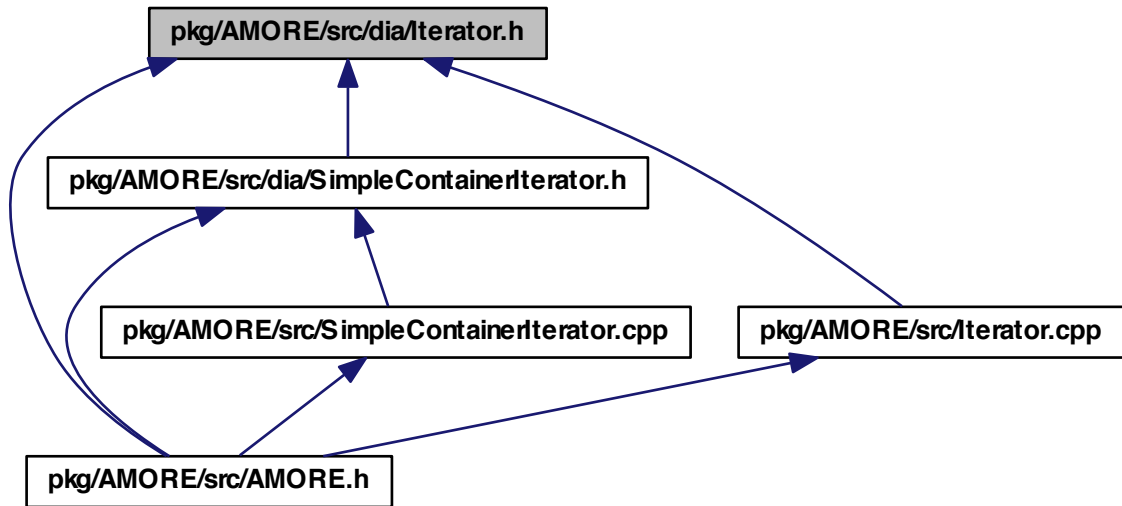 pkg/AMORE/src/dia/Iterator.h
pkg/AMORE/src/dia/SimpleContainerIterator.h
pkg/AMORE/src/SimpleContainerIterator.cpp
pkg/AMORE/src/Iterator.cpp
pkg/AMORE/src/AMORE.h